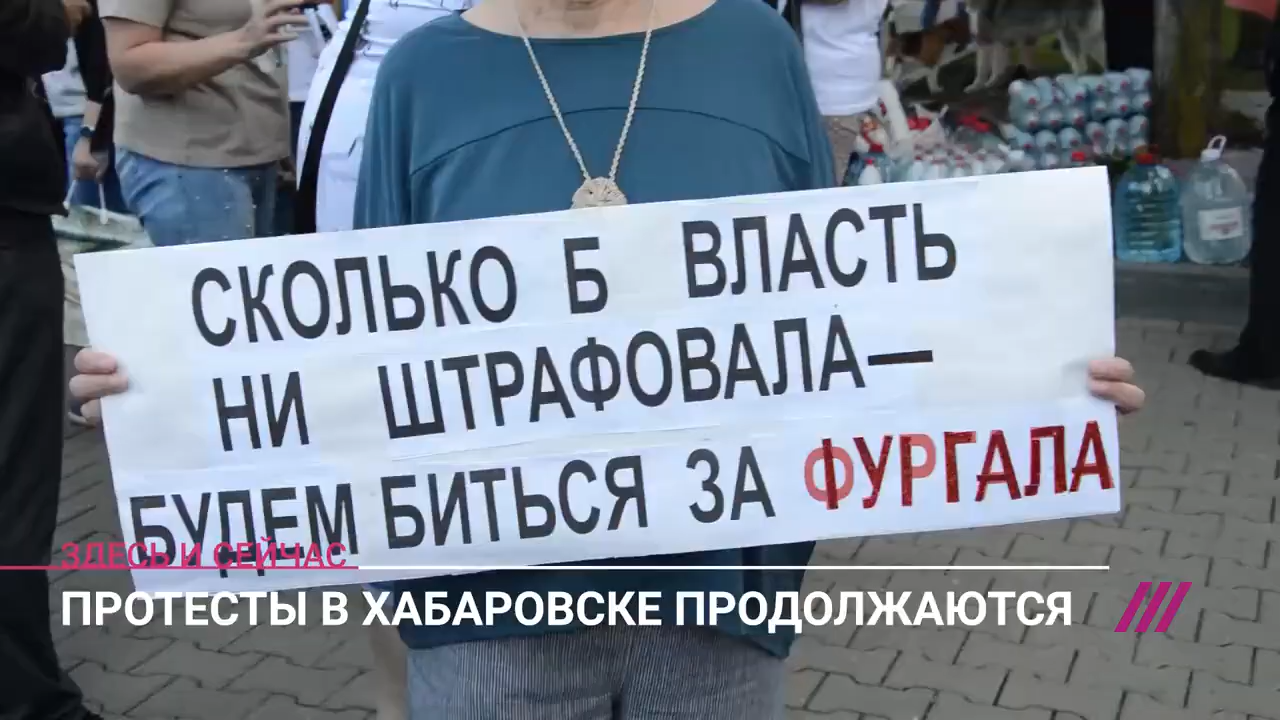 СКОЛЬКО Б ВЛАСТЬ
НИ ШТРАФОВАЛА—
БУДЕМ БИТЬСЯ ЗА ФУРГАЛА
ЗДЕСЬ И СЕЙЧАС
ПРОТЕСТЫ В ХАБАРОВСКЕ ПРОДОЛЖАЮТСЯ